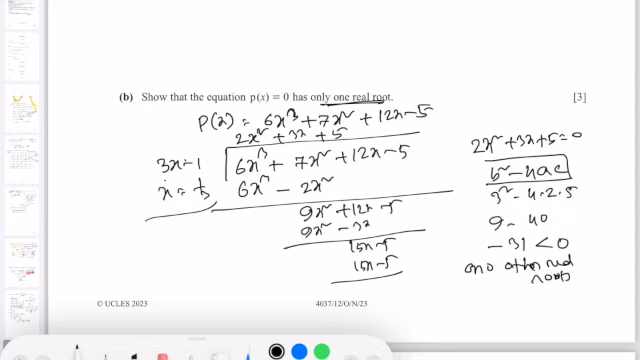 (b) Show that the equation p(x) = 0 has only one real root. [3]
P(x) = 6x³ + 7x² + 12x - 5
2x² + 3x + 5
3x - 1
6x³ + 7x² + 12x - 5
x = 1/3
6x³ - 2x²
9x² + 12x - 5
9x² - 3x
15x - 5
15x - 5
2x² + 3x + 5 = 0
b² - 4ac
3² - 4·2·5
9 - 40
-31 < 0
no other real
roots
© UCLES 2023 4037/12/O/N/23